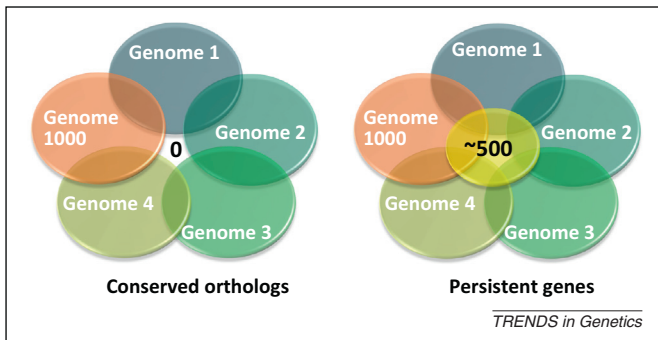 Genome 1
Genome
1000
Genome 2
0
Genome 4
Genome 3
Conserved orthologs
Genome 1
Genome
1000
~500
Genome 2
Genome 4
Genome 3
Persistent genes
TRENDS in Genetics